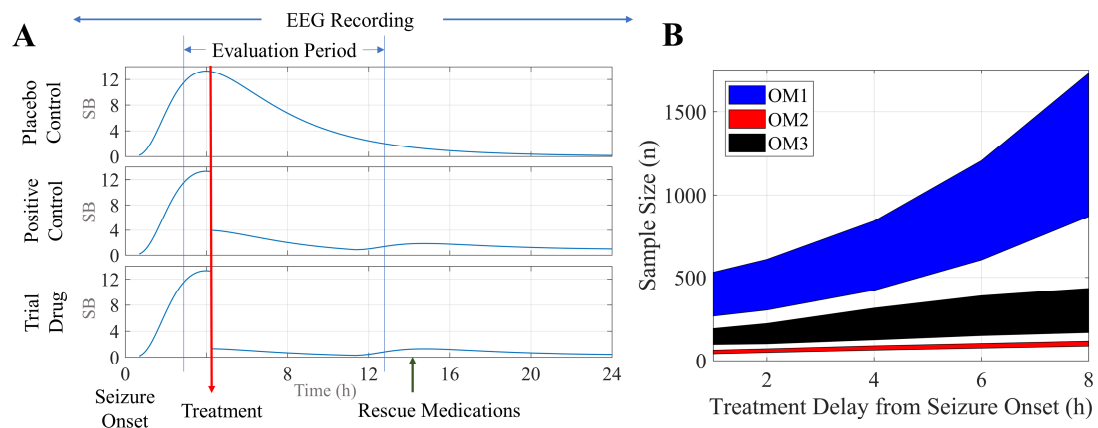 EEG Recording
A
Evaluation Period
Placebo
Control
SB
12
8
4
0
Positive
Control
SB
12
8
4
0
Trial
Drug
SB
12
8
4
0
0 8 12 16 20 24
Time (h)
Seizure
Onset
Treatment
Rescue Medications
B
OM1
OM2
OM3
Sample Size (n)
1500
1000
500
0
2 4 6 8
Treatment Delay from Seizure Onset (h)